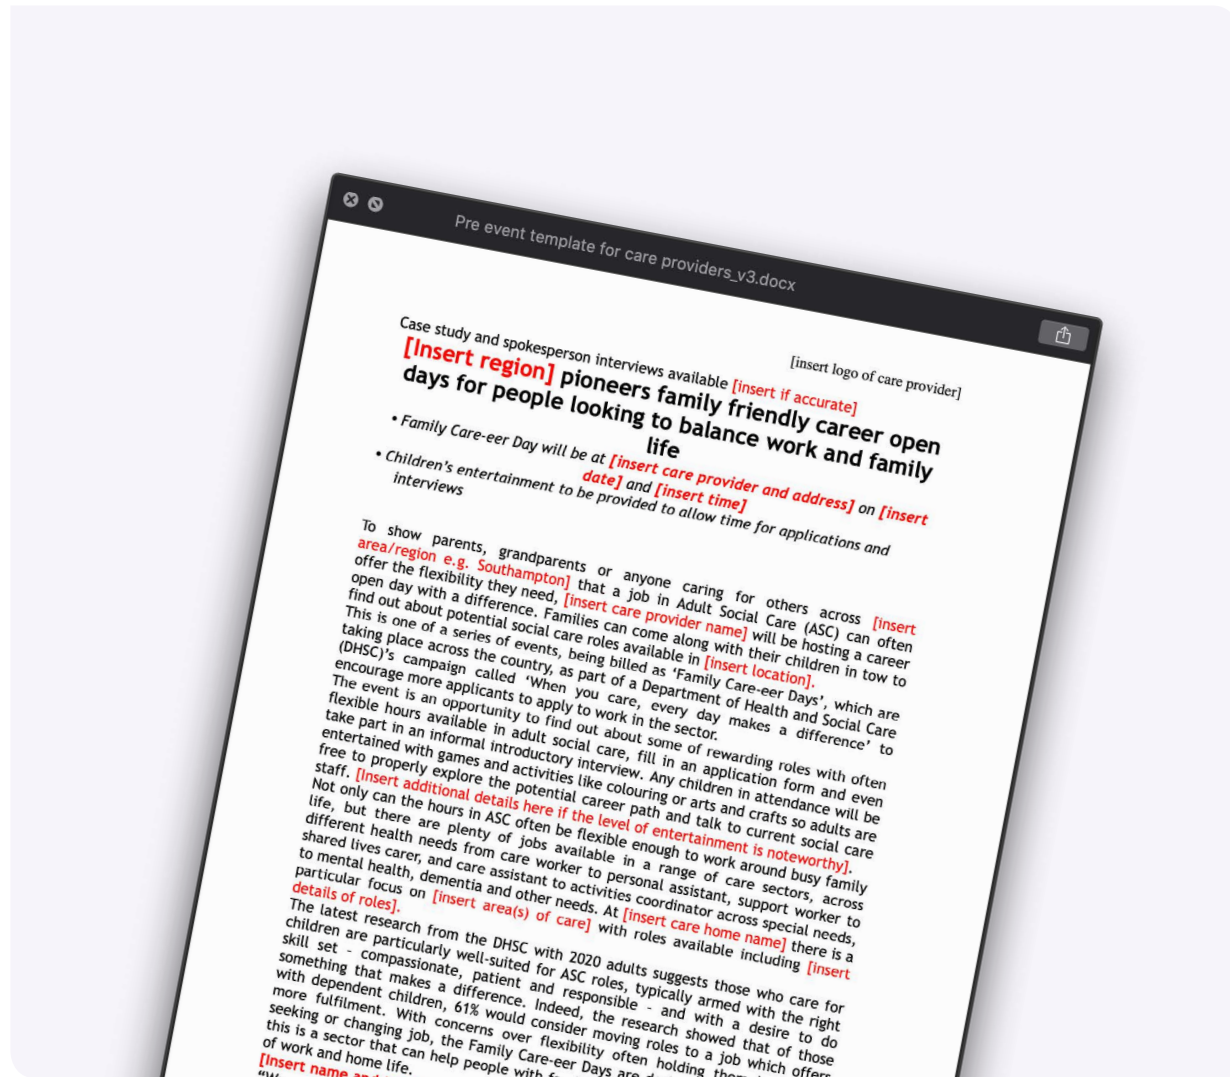 Pre event template for care providers_v3.docx
[insert logo of care provider]
Case study and spokesperson interviews available [insert if accurate]
[Insert region] pioneers family friendly career open
days for people looking to balance work and family
life
• Family Care-eer Day will be at [insert care provider and address] on [insert
date] and [insert time]
• Children's entertainment to be provided to allow time for applications and
interviews
To show parents, grandparents or anyone caring for others across [insert
area/region e.g. Southampton] that a job in Adult Social Care (ASC) can often
offer the flexibility they need, [insert care provider name] will be hosting a career
open day with a difference. Families can come along with their children in tow to
find out about potential social care roles available in [insert location].
This is one of a series of events, being billed as ‘Family Care-eer Days’, which are
taking place across the country, as part of a Department of Health and Social Care
(DHSC)’s campaign called ‘When you care, every day makes a difference’ to
encourage more applicants to apply to work in the sector.
The event is an opportunity to find out about some of rewarding roles with often
flexible hours available in adult social care, fill in an application form and even
take part in an informal introductory interview. Any children in attendance will be
entertained with games and activities like colouring or arts and crafts so adults are
free to properly explore the potential career path and talk to current social care
staff. [Insert additional details here if the level of entertainment is noteworthy].
Not only can the hours in ASC often be flexible enough to work around busy family
life, but there are plenty of jobs available in a range of care sectors, across
different health needs from care worker to personal assistant, support worker to
shared lives carer, and care assistant to activities coordinator across special needs,
to mental health, dementia and other needs. At [insert care home name] there is a
particular focus on [insert area(s) of care] with roles available including [insert
details of roles].
The latest research from the DHSC with 2020 adults suggests those who care for
children are particularly well-suited for ASC roles, typically armed with the right
skill set - compassionate, patient and responsible - and with a desire to do
something that makes a difference. Indeed, the research showed that of those
with dependent children, 61% would consider moving roles to a job which offers
more fulfilment. With concerns over flexibility often holding
seeking or changing job, the Family Care-eer Days are
this is a sector that can help people with
of work and home life.
[Insert name